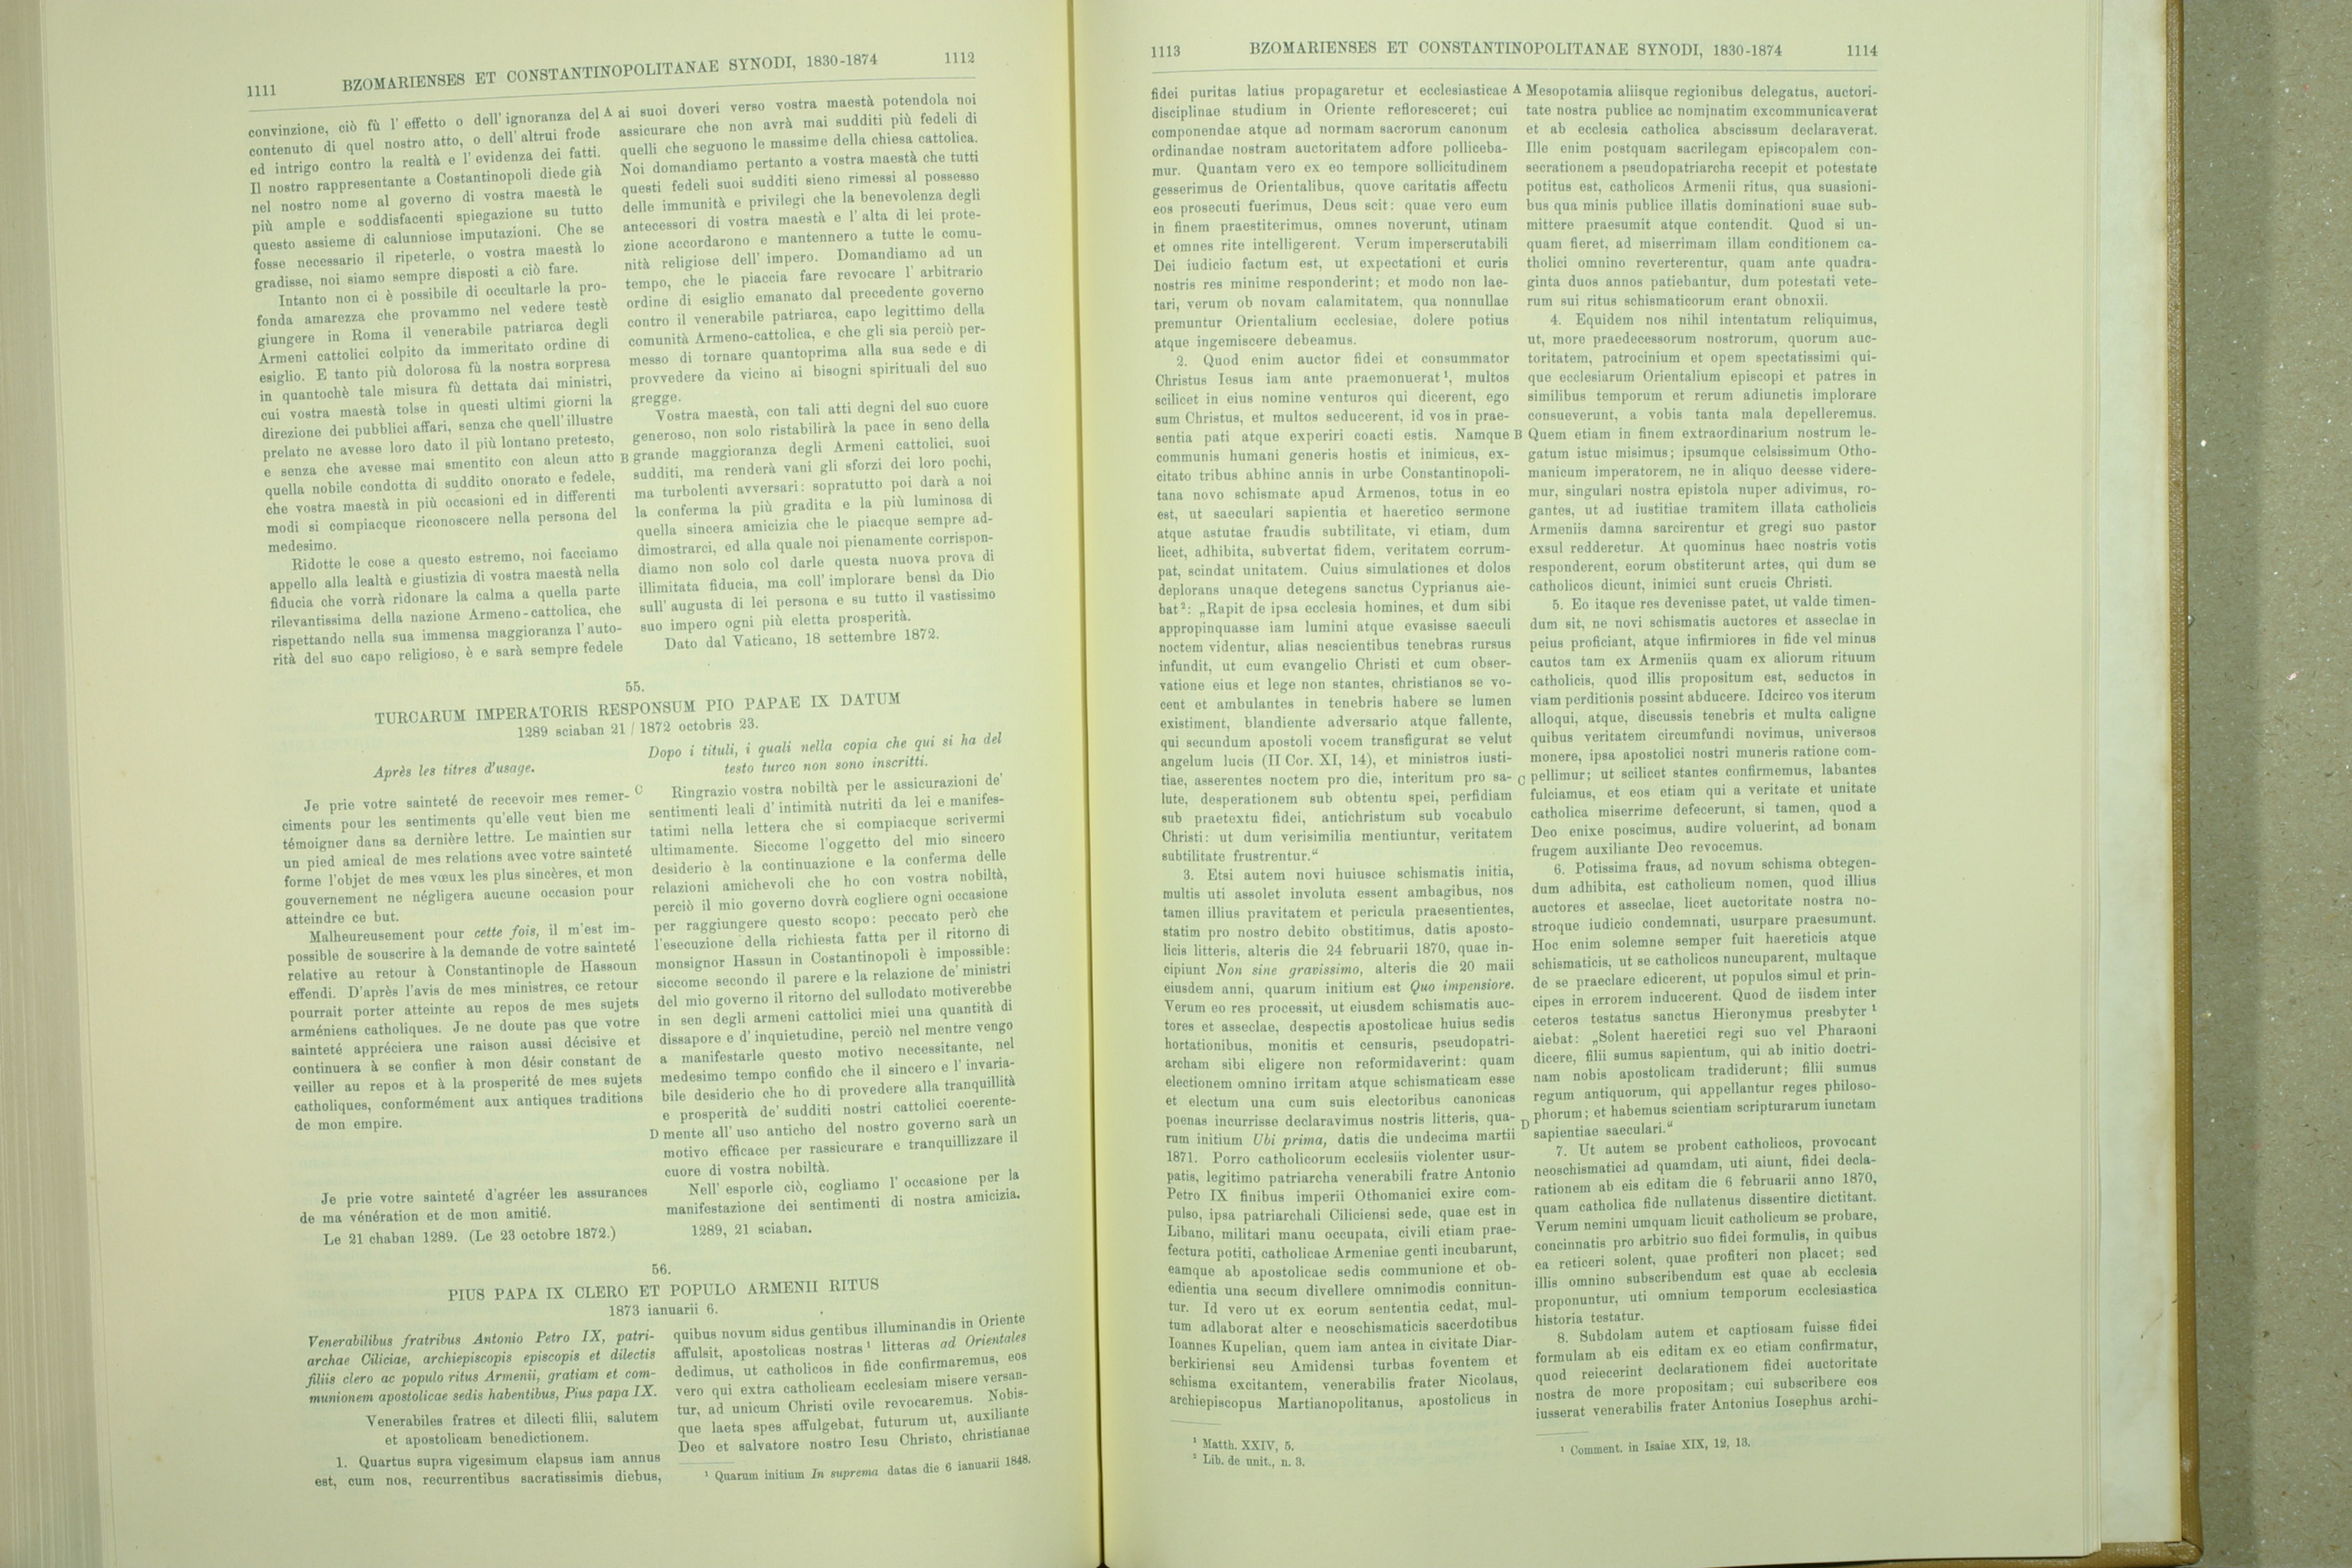 1111
BZOMARIENSES ET CONSTANTINOPOLITANAE SYNODI, 1830-1874
1112
convinzione, ciò fù l' effetto o dell' ignoranza del
contenuto di quel nostro atto, o dell' altrui frode
ed intrigo contro la realtà e l' evidenza dei fatti.
Il nostro rappresentante a Costantinopoli diede già
nel nostro nome al governo di vostra maestà le
più ample e soddisfacenti spiegazione su tutto
questo assieme di calunniose imputazioni. Che se
fosse necessario il ripeterle, o vostra maestà lo
gradisse, noi siamo sempre disposti a ciò fare.
Intanto non ci è possibile di occultarle la pro-
fonda amarezza che provammo nel vedere testè
giungere in Roma il venerabile patriarca degli
Armeni cattolici colpito da immeritato ordine di
esiglio. E tanto più dolorosa fù la nostra sorpresa
in quantochè tale misura fù dettata dai ministri,
cui vostra maestà tolse in questi ultimi giorni la
direzione dei pubblici affari, senza che quell' illustre
prelato ne avesse loro dato il più lontano pretesto,
e senza che avesse mai smentito con alcun atto
quella nobile condotta di suddito onorato e fedele,
che vostra maestà in più occasioni ed in differenti
modi si compiacque riconoscere nella persona del
medesimo.
Ridotte le cose a questo estremo, noi facciamo
appello alla lealtà e giustizia di vostra maestà nella
fiducia che vorrà ridonare la calma a quella parte
rilevantissima della nazione Armeno-cattolica, che
rispettando nella sua immensa maggioranza l' auto-
rità del suo capo religioso, è e sarà sempre fedele
A
B
ai suoi doveri verso vostra maestà potendola noi
assicurare che non avrà mai sudditi più fedeli di
quelli che seguono le massime della chiesa cattolica.
Noi domandiamo pertanto a vostra maestà che tutti
questi fedeli suoi sudditi sieno rimessi al possesso
delle immunità e privilegi che la benevolenza degli
antecessori di vostra maestà e l' alta di lei prote-
zione accordarono e mantennero a tutte le comu-
nità religiose dell' impero. Domandiamo ad un
tempo, che le piaccia fare revocare l' arbitrario
ordine di esiglio emanato dal precedente governo
contro il venerabile patriarca, capo legittimo della
comunità Armeno-cattolica, e che gli sia perciò per-
messo di tornare quantoprima alla sua sede e di
provvedere da vicino ai bisogni spirituali del suo
gregge.
Vostra maestà, con tali atti degni del suo cuore
generoso, non solo ristabilirà la pace in seno della
grande maggioranza degli Armeni cattolici, suoi
sudditi, ma renderà vani gli sforzi dei loro pochi,
ma turbolenti avversari: sopratutto poi darà a noi
la conferma la più gradita e la più luminosa di
quella sincera amicizia che le piacque sempre ad-
dimostrarci, ed alla quale noi pienamente corrispon-
diamo non solo col darle questa nuova prova di
illimitata fiducia, ma coll' implorare bensì da Dio
sull' augusta di lei persona e su tutto il vastissimo
suo impero ogni più eletta prosperità.
Dato dal Vaticano, 18 settembre 1872.
55.
TURCARUM IMPERATORIS RESPONSUM PIO PAPAE IX DATUM
1289 sciaban 21 / 1872 octobris 23.
Après les titres d'usage.
Je prie votre sainteté de recevoir mes remer-
ciments pour les sentiments qu'elle veut bien me
témoigner dans sa dernière lettre. Le maintien sur
un pied amical de mes relations avec votre sainteté
forme l'objet de mes vœux les plus sincères, et mon
gouvernement ne négligera aucune occasion pour
atteindre ce but.
Malheureusement pour cette fois, il m'est im-
possible de souscrire à la demande de votre sainteté
relative au retour à Constantinople de Hassoun
effendi. D'après l'avis de mes ministres, ce retour
pourrait porter atteinte au repos de mes sujets
arméniens catholiques. Je ne doute pas que votre
sainteté appréciera une raison aussi décisive et
continuera à se confier à mon désir constant de
veiller au repos et à la prosperité de mes sujets
catholiques, conformément aux antiques traditions
de mon empire.
Je prie votre sainteté d'agréer les assurances
de ma vénération et de mon amitié.
Le 21 chaban 1289. (Le 23 octobre 1872.)
C
D
Dopo i tituli, i quali nella copia che qui si ha del
testo turco non sono inscritti.
Ringrazio vostra nobiltà per le assicurazioni de'
sentimenti leali d' intimità nutriti da lei e manifes-
tatimi nella lettera che si compiacque scrivermi
ultimamente. Siccome l'oggetto del mio sincero
desiderio è la continuazione e la conferma delle
relazioni amichevoli che ho con vostra nobiltà,
perciò il mio governo dovrà cogliere ogni occasione
per raggiungere questo scopo: peccato però che
l'esecuzione della richiesta fatta per il ritorno di
monsignor Hassun in Costantinopoli è impossibile:
siccome secondo il parere e la relazione de' ministri
del mio governo il ritorno del sullodato motiverebbe
in sen degli armeni cattolici miei una quantità di
dissapore e d' inquietudine, perciò nel mentre vengo
a manifestarle questo motivo necessitante, nel
medesimo tempo confido che il sincero e l' invaria-
bile desiderio che ho di provedere alla tranquillità
e prosperità de' sudditi nostri cattolici coerente-
mente all' uso anticho del nostro governo sarà un
motivo efficace per rassicurare e tranquillizzare il
cuore di vostra nobiltà.
Nell' esporle ciò, cogliamo l' occasione per la
manifestazione dei sentimenti di nostra amicizia.
1289, 21 sciaban.
56.
PIUS PAPA IX CLERO ET POPULO ARMENII RITUS
1873 ianuarii 6.
Venerabilibus fratribus Antonio Petro IX, patri-
archae Ciliciae, archiepiscopis episcopis et dilectis
filiis clero ac populo ritus Armenii, gratiam et com-
munionem apostolicae sedis habentibus, Pius papa IX.
Venerabiles fratres et dilecti filii, salutem
et apostolicam benedictionem.
1. Quartus supra vigesimum elapsus iam annus
est, cum nos, recurrentibus sacratissimis diebus,
quibus novum sidus gentibus illuminandis in Oriente
affulsit, apostolicas nostras ¹ litteras ad Orientales
dedimus, ut catholicos in fide confirmaremus, eos
vero qui extra catholicam ecclesiam misere versan-
tur, ad unicum Christi ovile revocaremus. Nobis-
que laeta spes affulgebat, futurum ut, auxiliante
Deo et salvatore nostro Iesu Christo, christianae
¹ Quarum initium In suprema datas die 6 ianuarii 1848.
1113
BZOMARIENSES ET CONSTANTINOPOLITANAE SYNODI, 1830-1874
1114
fidei puritas latius propagaretur et ecclesiasticae
disciplinae studium in Oriente refloresceret; cui
componendae atque ad normam sacrorum canonum
ordinandae nostram auctoritatem adfore polliceba-
mur. Quantam vero ex eo tempore sollicitudinem
gesserimus de Orientalibus, quove caritatis affectu
eos prosecuti fuerimus, Deus scit: quae vero eum
in finem praestiterimus, omnes noverunt, utinam
et omnes rite intelligerent. Verum imperscrutabili
Dei iudicio factum est, ut expectationi et curis
nostris res minime responderint; et modo non lae-
tari, verum ob novam calamitatem, qua nonnullae
premuntur Orientalium ecclesiae, dolere potius
atque ingemiscere debeamus.
2. Quod enim auctor fidei et consummator
Christus Iesus iam ante praemonuerat ¹, multos
scilicet in eius nomine venturos qui dicerent, ego
sum Christus, et multos seducerent, id vos in prae-
sentia pati atque experiri coacti estis. Namque
communis humani generis hostis et inimicus, ex-
citato tribus abhinc annis in urbe Constantinopoli-
tana novo schismate apud Armenos, totus in eo
est, ut saeculari sapientia et haeretico sermone
atque astutae fraudis subtilitate, vi etiam, dum
licet, adhibita, subvertat fidem, veritatem corrum-
pat, scindat unitatem. Cuius simulationes et dolos
deplorans unaque detegens sanctus Cyprianus aie-
bat ²: „Rapit de ipsa ecclesia homines, et dum sibi
appropinquasse iam lumini atque evasisse saeculi
noctem videntur, alias nescientibus tenebras rursus
infundit, ut cum evangelio Christi et cum obser-
vatione eius et lege non stantes, christianos se vo-
cent et ambulantes in tenebris habere se lumen
existiment, blandiente adversario atque fallente,
qui secundum apostoli vocem transfigurat se velut
angelum lucis (II Cor. XI, 14), et ministros iusti-
tiae, asserentes noctem pro die, interitum pro sa-
lute, desperationem sub obtentu spei, perfidiam
sub praetextu fidei, antichristum sub vocabulo
Christi: ut dum verisimilia mentiuntur, veritatem
subtilitate frustrentur.“
3. Etsi autem novi huiusce schismatis initia,
multis uti assolet involuta essent ambagibus, nos
tamen illius pravitatem et pericula praesentientes,
statim pro nostro debito obstitimus, datis aposto-
licis litteris, alteris die 24 februarii 1870, quae in-
cipiunt Non sine gravissimo, alteris die 20 maii
eiusdem anni, quarum initium est Quo impensiore.
Verum eo res processit, ut eiusdem schismatis auc-
tores et asseclae, despectis apostolicae huius sedis
hortationibus, monitis et censuris, pseudopatri-
archam sibi eligere non reformidaverint: quam
electionem omnino irritam atque schismaticam esse
et electum una cum suis electoribus canonicas
poenas incurrisse declaravimus nostris litteris, qua-
rum initium Ubi prima, datis die undecima martii
1871. Porro catholicorum ecclesiis violenter usur-
patis, legitimo patriarcha venerabili fratre Antonio
Petro IX finibus imperii Othomanici exire com-
pulso, ipsa patriarchali Ciliciensi sede, quae est in
Libano, militari manu occupata, civili etiam prae-
fectura potiti, catholicae Armeniae genti incubarunt,
eamque ab apostolicae sedis communione et ob-
edientia una secum divellere omnimodis connitun-
tur. Id vero ut ex eorum sententia cedat, mul-
tum adlaborat alter e neoschismaticis sacerdotibus
Ioannes Kupelian, quem iam antea in civitate Diar-
berkiriensi seu Amidensi turbas foventem et
schisma excitantem, venerabilis frater Nicolaus,
archiepiscopus Martianopolitanus, apostolicus in
¹ Matth. XXIV, 5.
² Lib. de unit., n. 3.
A
B
C
D
Mesopotamia aliisque regionibus delegatus, auctori-
tate nostra publice ac nominatim excommunicaverat
et ab ecclesia catholica abscissum declaraverat.
Ille enim postquam sacrilegam episcopalem con-
secrationem a pseudopatriarcha recepit et potestate
potitus est, catholicos Armenii ritus, qua suasioni-
bus qua minis publice illatis dominationi suae sub-
mittere praesumit atque contendit. Quod si un-
quam fieret, ad miserrimam illam conditionem ca-
tholici omnino reverterentur, quam ante quadra-
ginta duos annos patiebantur, dum potestati vete-
rum sui ritus schismaticorum erant obnoxii.
4. Equidem nos nihil intentatum reliquimus,
ut, more praedecessorum nostrorum, quorum auc-
toritatem, patrocinium et opem spectatissimi qui-
que ecclesiarum Orientalium episcopi et patres in
similibus temporum et rerum adiunctis implorare
consueverunt, a vobis tanta mala depelleremus.
Quem etiam in finem extraordinarium nostrum le-
gatum istuc misimus; ipsumque celsissimum Otho-
manicum imperatorem, ne in aliquo deesse videre-
mur, singulari nostra epistola nuper adivimus, ro-
gantes, ut ad iustitiae tramitem illata catholicis
Armeniis damna sarcirentur et gregi suo pastor
exsul redderetur. At quominus haec nostris votis
responderent, eorum obstiterunt artes, qui dum se
catholicos dicunt, inimici sunt crucis Christi.
5. Eo itaque res devenisse patet, ut valde timen-
dum sit, ne novi schismatis auctores et asseclae in
peius proficiant, atque infirmiores in fide vel minus
cautos tam ex Armeniis quam ex aliorum rituum
catholicis, quod illis propositum est, seductos in
viam perditionis possint abducere. Idcirco vos iterum
alloqui, atque, discussis tenebris et multa caligne
quibus veritatem circumfundi novimus, universos
monere, ipsa apostolici nostri muneris ratione com-
pellimur; ut scilicet stantes confirmemus, labantes
fulciamus, et eos etiam qui a veritate et unitate
catholica miserrime defecerunt, si tamen, quod a
Deo enixe poscimus, audire voluerint, ad bonam
frugem auxiliante Deo revocemus.
6. Potissima fraus, ad novum schisma obtegen-
dum adhibita, est catholicum nomen, quod illius
auctores et asseclae, licet auctoritate nostra no-
stroque iudicio condemnati, usurpare praesumunt.
Hoc enim solemne semper fuit haereticis atque
schismaticis, ut se catholicos nuncuparent, multaque
de se praeclare edicerent, ut populos simul et prin-
cipes in errorem inducerent. Quod de iisdem inter
ceteros testatus sanctus Hieronymus presbyter ¹
aiebat: „Solent haeretici regi suo vel Pharaoni
dicere, filii sumus sapientum, qui ab initio doctri-
nam nobis apostolicam tradiderunt; filii sumus
regum antiquorum, qui appellantur reges philoso-
phorum; et habemus scientiam scripturarum iunctam
sapientiae saeculari.“
7. Ut autem se probent catholicos, provocant
neoschismatici ad quamdam, uti aiunt, fidei decla-
rationem ab eis editam die 6 februarii anno 1870,
quam catholica fide nullatenus dissentire dictitant.
Verum nemini umquam licuit catholicum se probare,
concinnatis pro arbitrio suo fidei formulis, in quibus
ea reticeri solent, quae profiteri non placet; sed
illis omnino subscribendum est quae ab ecclesia
proponuntur, uti omnium temporum ecclesiastica
historia testatur.
8. Subdolam autem et captiosam fuisse fidei
formulam ab eis editam ex eo etiam confirmatur,
quod reiecerint declarationem fidei auctoritate
nostra de more propositam; cui subscribere eos
iusserat venerabilis frater Antonius Iosephus archi-
¹ Comment. in Isaiae XIX, 12, 13.